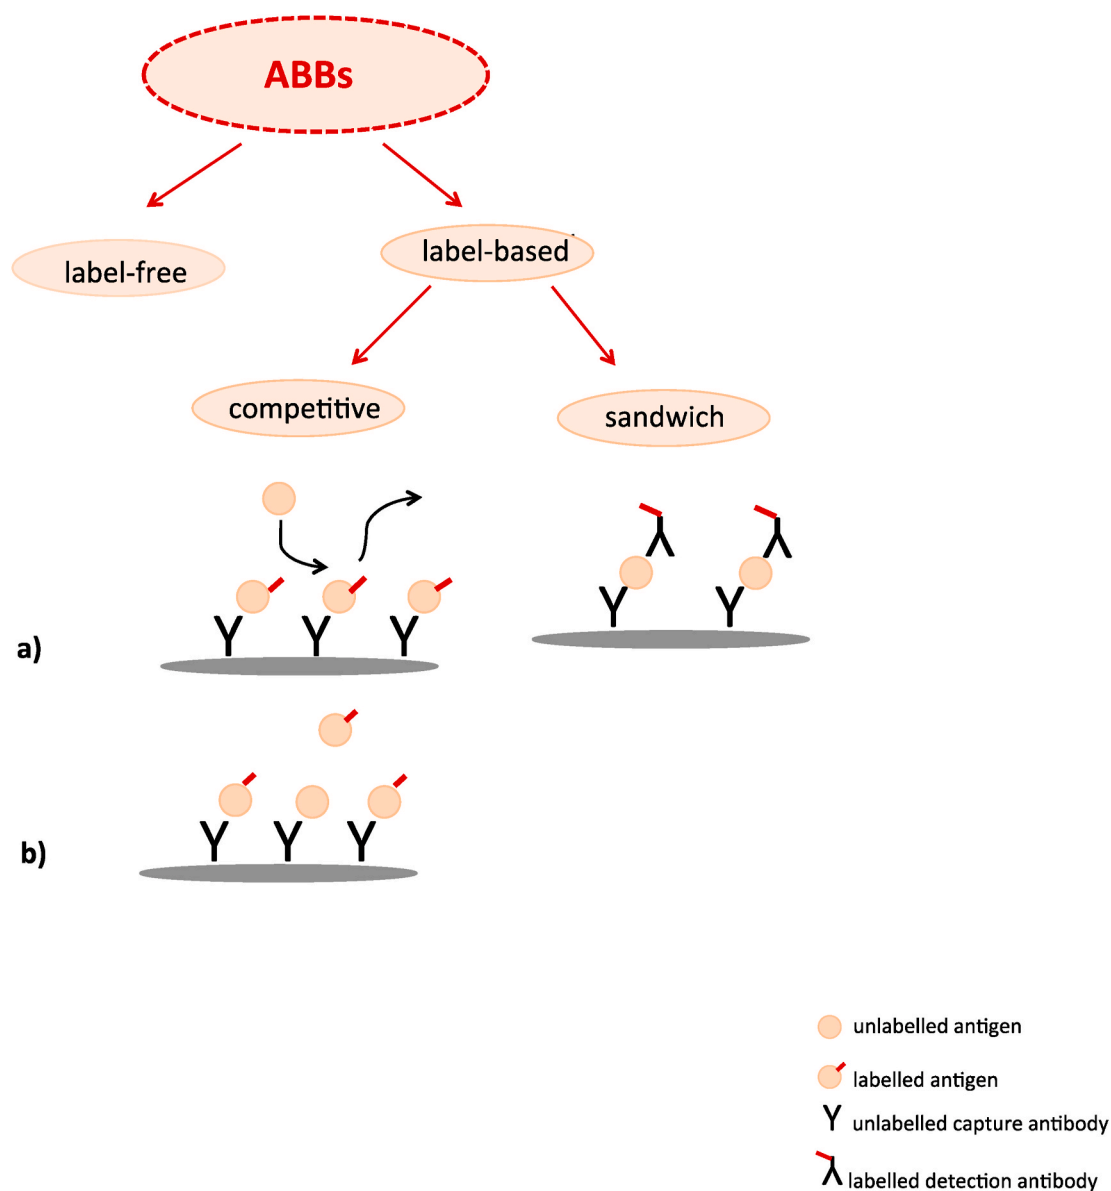 ABBs
label-free
label-based
competitive
sandwich
a)
b)
unlabelled antigen
labelled antigen
unlabelled capture antibody
labelled detection antibody